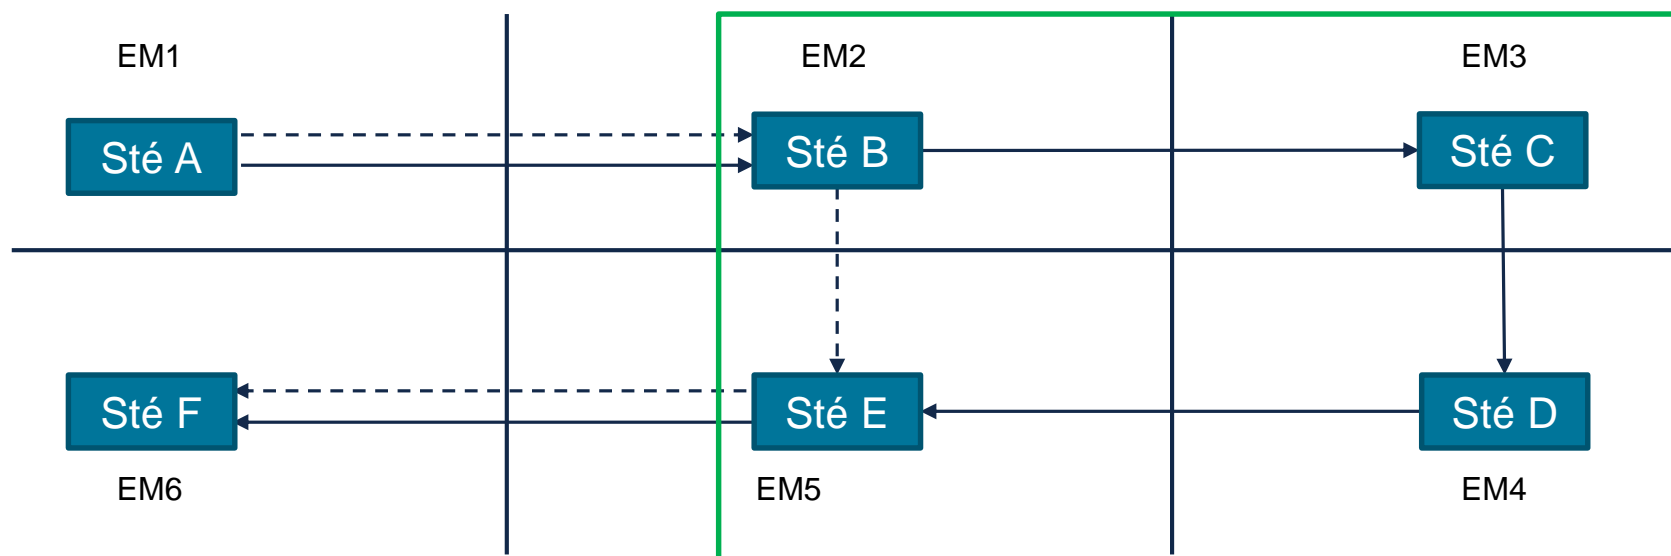 EM1
EM2
EM3
Sté A
Sté B
Sté C
Sté F
Sté E
Sté D
EM6
EM5
EM4